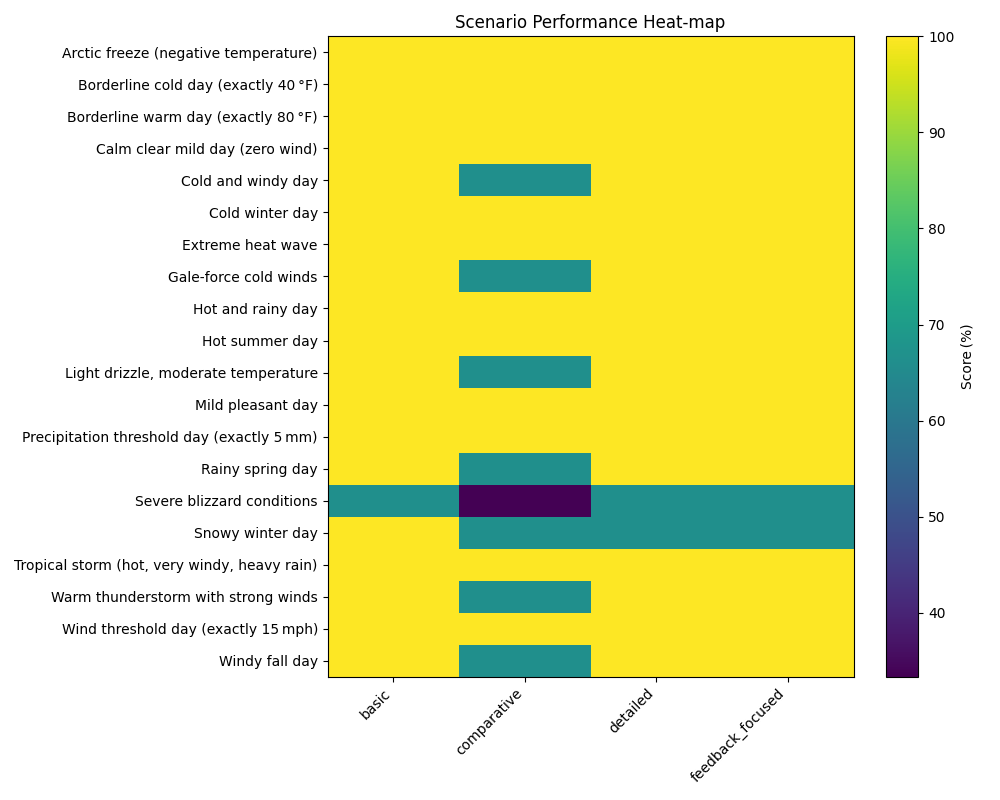 Scenario Performance Heat-map
Arctic freeze (negative temperature)
Borderline cold day (exactly 40 °F)
Borderline warm day (exactly 80 °F)
Calm clear mild day (zero wind)
Cold and windy day
Cold winter day
Extreme heat wave
Gale-force cold winds
Hot and rainy day
Hot summer day
Light drizzle, moderate temperature
Mild pleasant day
Precipitation threshold day (exactly 5 mm)
Rainy spring day
Severe blizzard conditions
Snowy winter day
Tropical storm (hot, very windy, heavy rain)
Warm thunderstorm with strong winds
Wind threshold day (exactly 15 mph)
Windy fall day
basic
comparative
detailed
feedback_focused
100
90
80
70
60
50
40
Score (%)